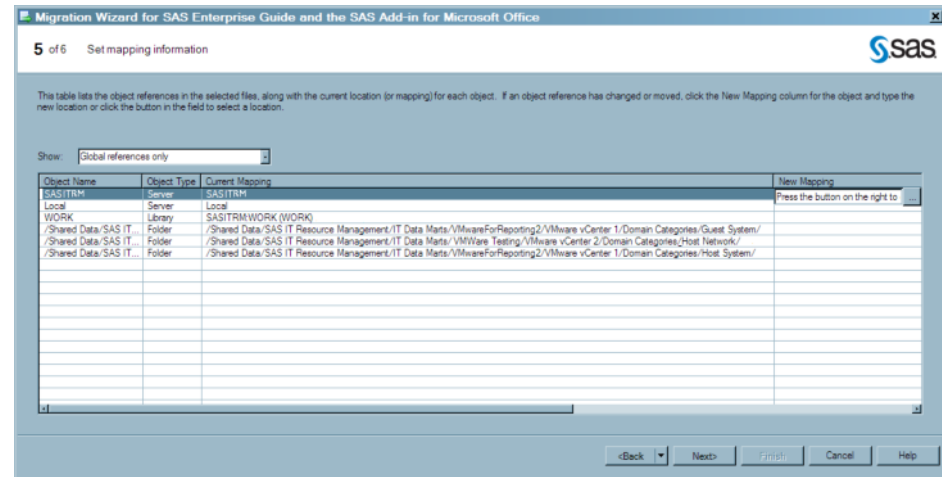 Migration Wizard for SAS Enterprise Guide and the SAS Add-in for Microsoft Office
x
5 of 6 Set mapping information
sas
This table lists the object references in the selected files, along with the current location (or mapping) for each object. If an object reference has changed or moved, click the New Mapping column for the object and type the
new location or click the button in the field to select a location.
Show: Global references only
Object Name Object Type Current Mapping New Mapping
SASITRM Server SASITRM Press the button on the right to ...
Local Server Local
WORK Library SASITRM:WORK (WORK)
/Shared Data/SAS IT... Folder /Shared Data/SAS IT Resource Management/IT Data Marts/VMwareForReporting2/VMware vCenter 1/Domain Categories/Guest System/
/Shared Data/SAS IT... Folder /Shared Data/SAS IT Resource Management/IT Data Marts/VMWare Testing/VMware vCenter 2/Domain Categories/Host Network/
/Shared Data/SAS IT... Folder /Shared Data/SAS IT Resource Management/IT Data Marts/VMwareForReporting2/VMware vCenter 1/Domain Categories/Host System/
<Back Next> Finish Cancel Help